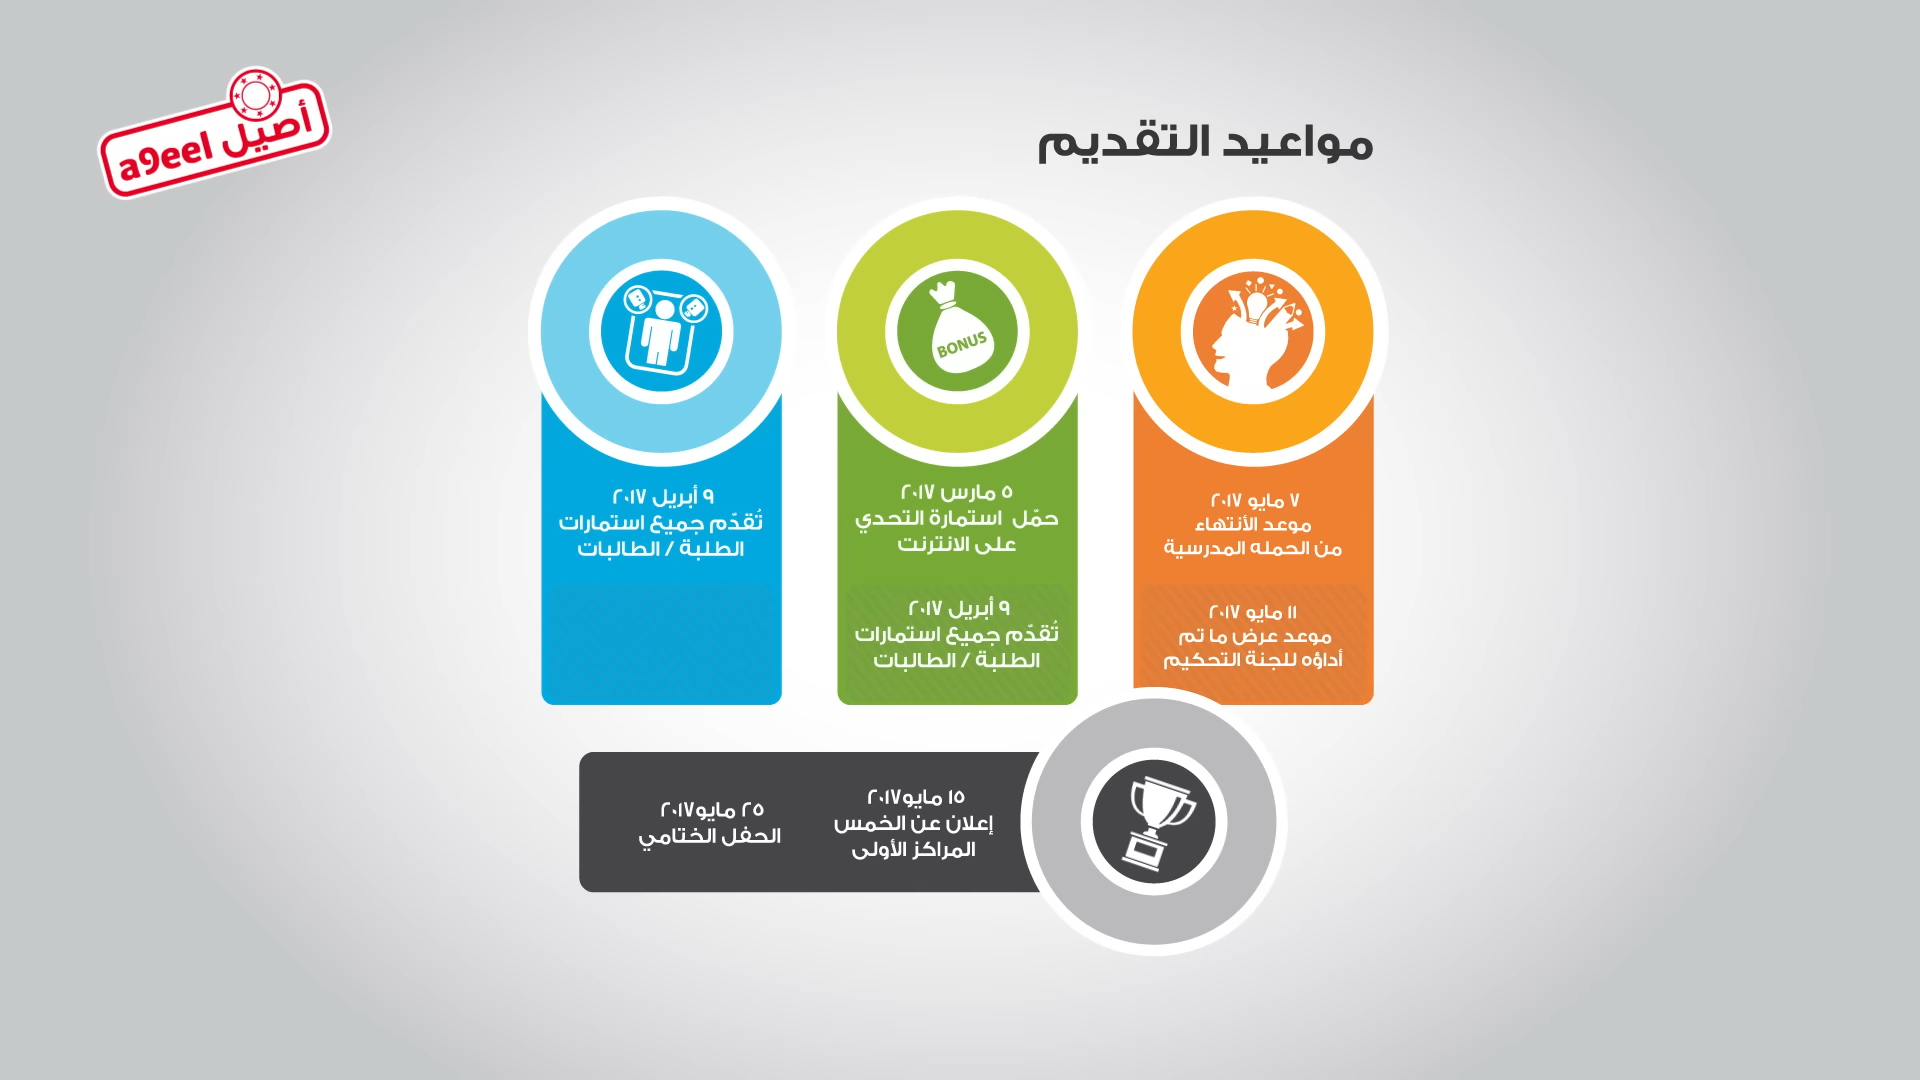 أصيل a9eel
مواعيد التقديم
BONUS
٧ مايو ٢٠١٧
موعد الأنتهاء
من الحمله المدرسية
١١ مايو ٢٠١٧
موعد عرض ما تم
أداؤه للجنة التحكيم
٥ مارس ٢٠١٧
حمّل استمارة التحدي
على الانترنت
٩ أبريل ٢٠١٧
تُقدّم جميع استمارات
الطلبة / الطالبات
٩ أبريل ٢٠١٧
تُقدّم جميع استمارات
الطلبة / الطالبات
١٥ مايو٢٠١٧
إعلان عن الخمس
المراكز الأولى
٢٥ مايو٢٠١٧
الحفل الختامي